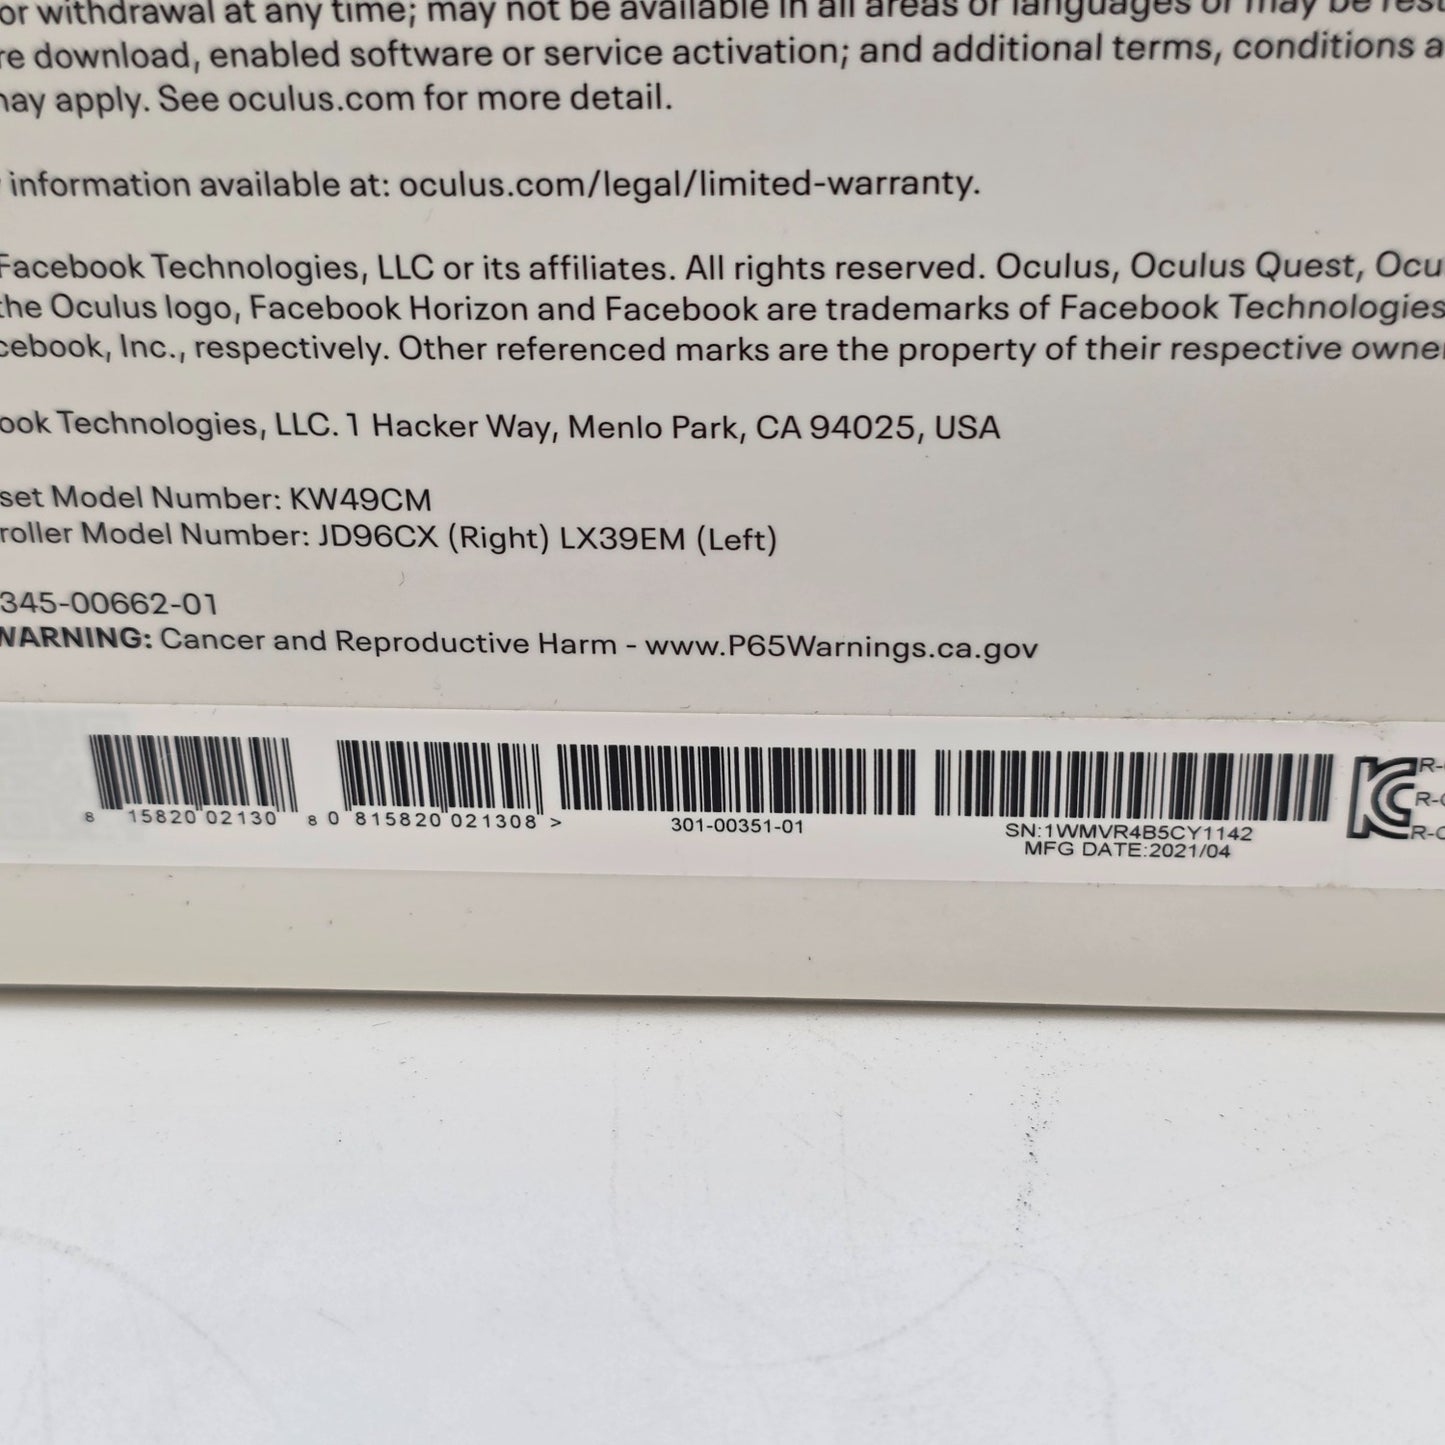 or withdrawal at any time; may not be available in all areas or languages or may be rest
re download, enabled software or service activation; and additional terms, conditions a
may apply. See oculus.com for more detail.
y information available at: oculus.com/legal/limited-warranty.
Facebook Technologies, LLC or its affiliates. All rights reserved. Oculus, Oculus Quest, Ocu
the Oculus logo, Facebook Horizon and Facebook are trademarks of Facebook Technologies
cebook, Inc., respectively. Other referenced marks are the property of their respective owne
ook Technologies, LLC. 1 Hacker Way, Menlo Park, CA 94025, USA
set Model Number: KW49CM
roller Model Number: JD96CX (Right) LX39EM (Left)
345-00662-01
WARNING: Cancer and Reproductive Harm - www.P65Warnings.ca.gov
8 15820 02130 8 0 815820 021308 >
301-00351-01
SN:1WMVR4B5CY1142
MFG DATE:2021/04
KC
R-
R-C
R-C